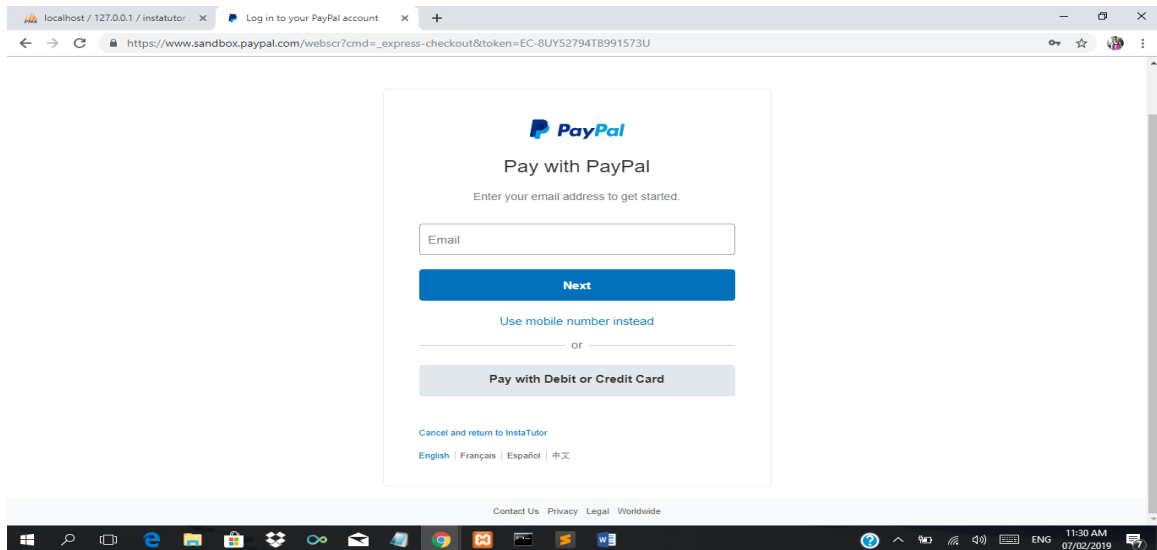 localhost / 127.0.0.1 / instatutor /
Log in to your PayPal account
https://www.sandbox.paypal.com/webscr?cmd=_express-checkout&token=EC-8UY52794TB991573U
PayPal
Pay with PayPal
Enter your email address to get started.
Email
Next
Use mobile number instead
or
Pay with Debit or Credit Card
Cancel and return to InstaTutor
English | Français | Español | 中文
Contact Us Privacy Legal Worldwide
ENG
11:30 AM
07/02/2019
7